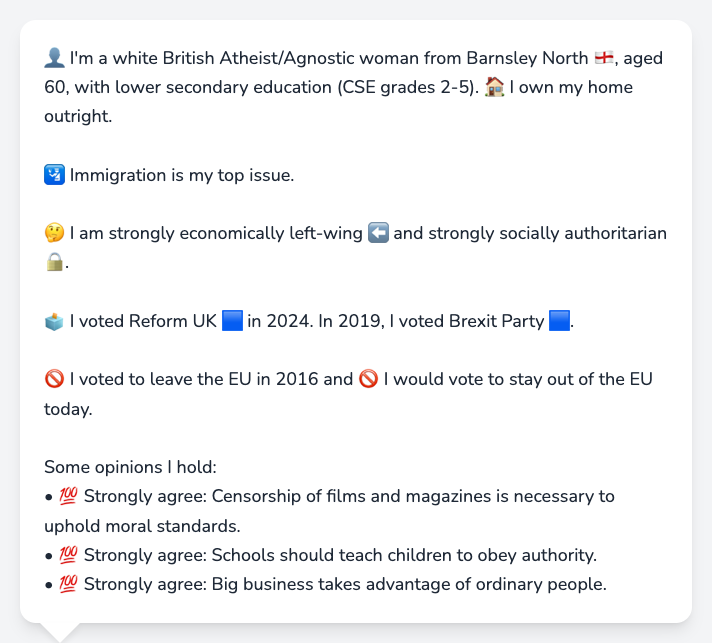 👤 I'm a white British Atheist/Agnostic woman from Barnsley North 🏴󠁧󠁢󠁥󠁮󠁧󠁿, aged
60, with lower secondary education (CSE grades 2-5). 🏠 I own my home
outright.
🛂 Immigration is my top issue.
🤔 I am strongly economically left-wing ⬅️ and strongly socially authoritarian
🔒.
🗳️ I voted Reform UK 🟦 in 2024. In 2019, I voted Brexit Party 🟦.
🚫 I voted to leave the EU in 2016 and 🚫 I would vote to stay out of the EU
today.
Some opinions I hold:
• 💯 Strongly agree: Censorship of films and magazines is necessary to
uphold moral standards.
• 💯 Strongly agree: Schools should teach children to obey authority.
• 💯 Strongly agree: Big business takes advantage of ordinary people.